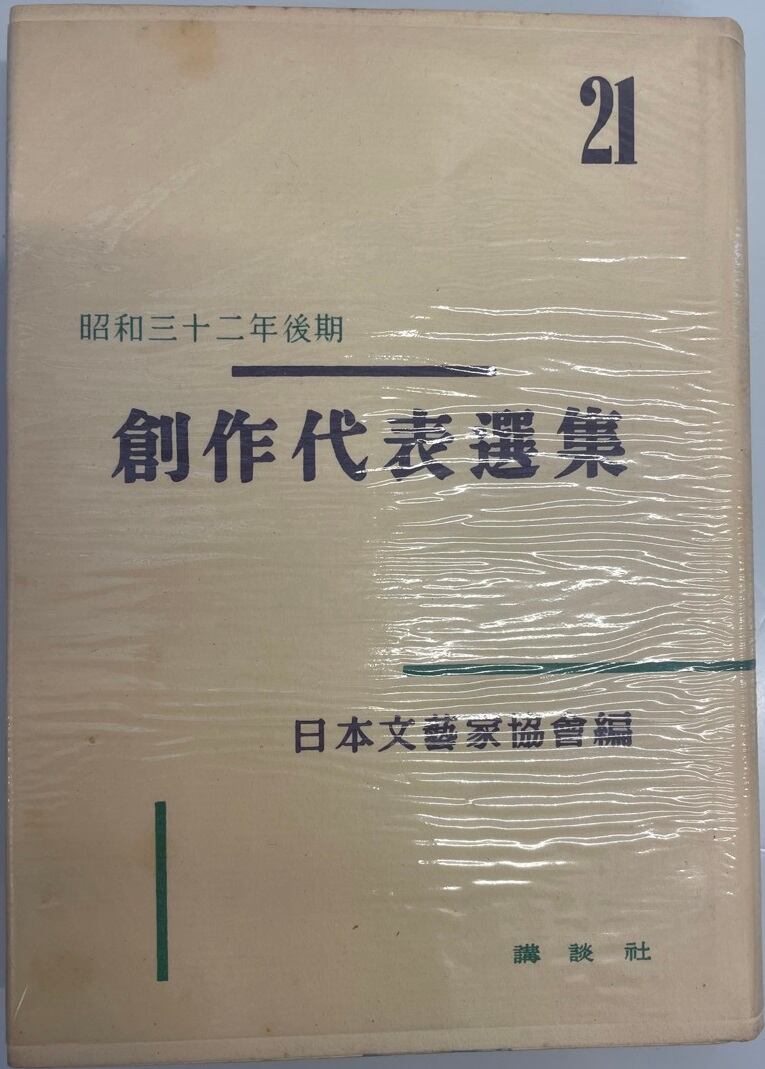 21
昭和三十二年後期
創作代表選集
日本文藝家協會編
講談社